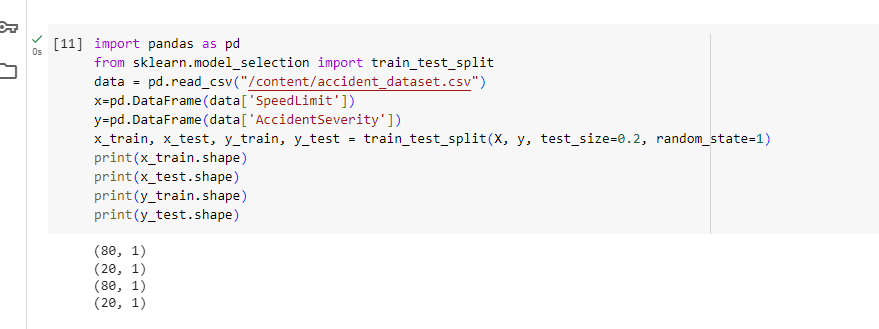 [11] import pandas as pd
0s
from sklearn.model_selection import train_test_split
data = pd.read_csv("/content/accident_dataset.csv")
x=pd.DataFrame(data['SpeedLimit'])
y=pd.DataFrame(data['AccidentSeverity'])
x_train, x_test, y_train, y_test = train_test_split(X, y, test_size=0.2, random_state=1)
print(x_train.shape)
print(x_test.shape)
print(y_train.shape)
print(y_test.shape)
(80, 1)
(20, 1)
(80, 1)
(20, 1)